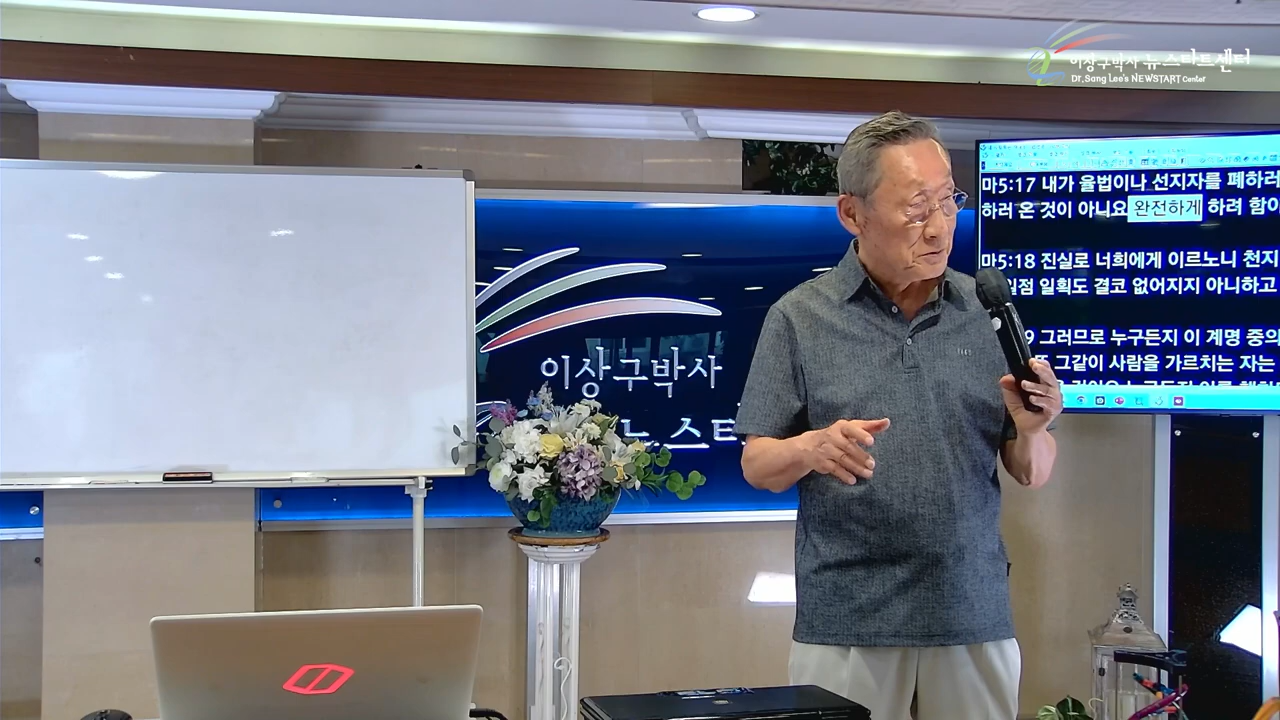 이상구박사 뉴스타트센터
Dr. Sang Lee's NEWSTART Center
마5:17 내가 율법이나 선지자를 폐하러
하러 온 것이 아니요 완전하게 하려 함이
마5:18 진실로 너희에게 이르노니 천지
일점 일획도 결코 없어지지 아니하고
9 그러므로 누구든지 이 계명 중의
또 그같이 사람을 가르치는 자는
이상구박사
뉴스타